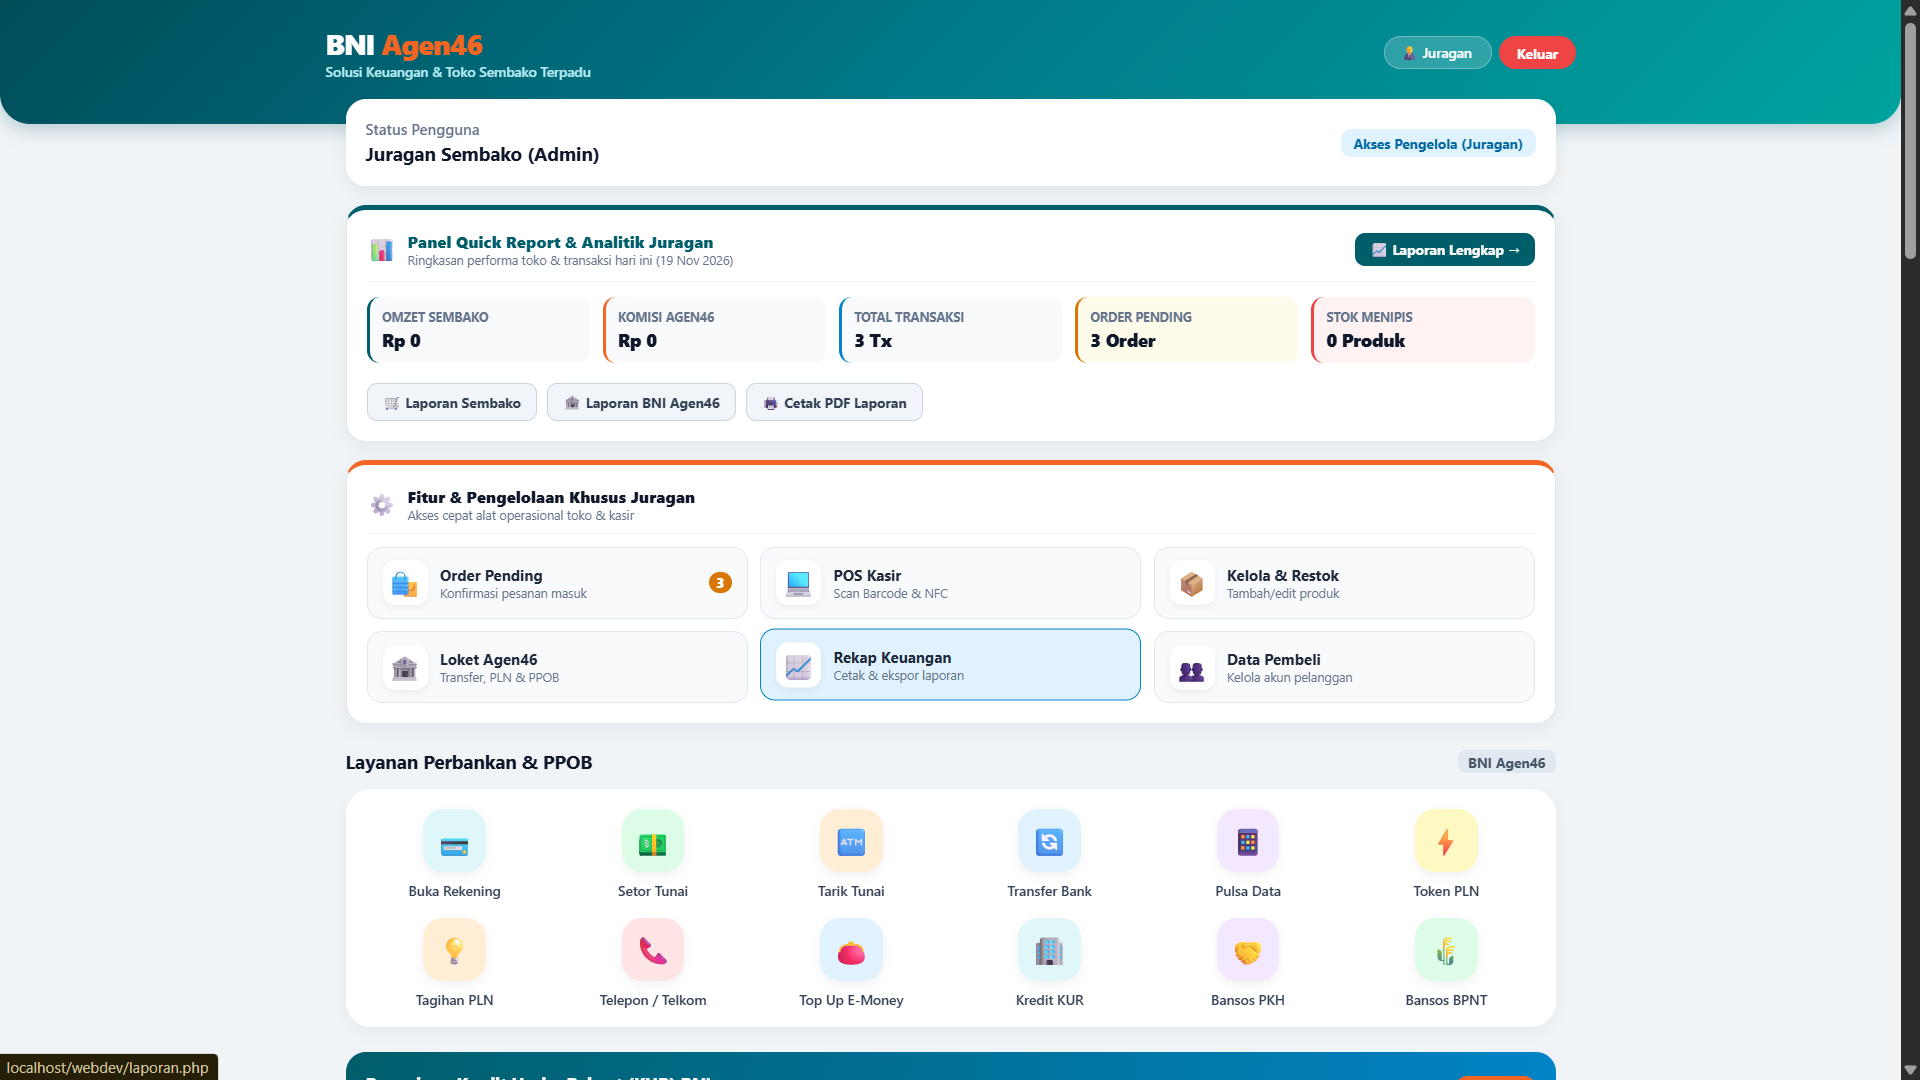 BNI Agen46
Solusi Keuangan & Toko Sembako Terpadu
Juragan
Keluar
Status Pengguna
Juragan Sembako (Admin)
Akses Pengelola (Juragan)
Panel Quick Report & Analitik Juragan
Ringkasan performa toko & transaksi hari ini (19 Nov 2026)
Laporan Lengkap →
OMZET SEMBAKO
Rp 0
KOMISI AGEN46
Rp 0
TOTAL TRANSAKSI
3 Tx
ORDER PENDING
3 Order
STOK MENIPIS
0 Produk
Laporan Sembako
Laporan BNI Agen46
Cetak PDF Laporan
Fitur & Pengelolaan Khusus Juragan
Akses cepat alat operasional toko & kasir
Order Pending
Konfirmasi pesanan masuk
3
POS Kasir
Scan Barcode & NFC
Kelola & Restok
Tambah/edit produk
Loket Agen46
Transfer, PLN & PPOB
Rekap Keuangan
Cetak & ekspor laporan
Data Pembeli
Kelola akun pelanggan
Layanan Perbankan & PPOB
BNI Agen46
Buka Rekening
Setor Tunai
ATM
Tarik Tunai
Transfer Bank
Pulsa Data
Token PLN
Tagihan PLN
Telepon / Telkom
Top Up E-Money
Kredit KUR
Bansos PKH
Bansos BPNT
localhost/webdev/laporan.php